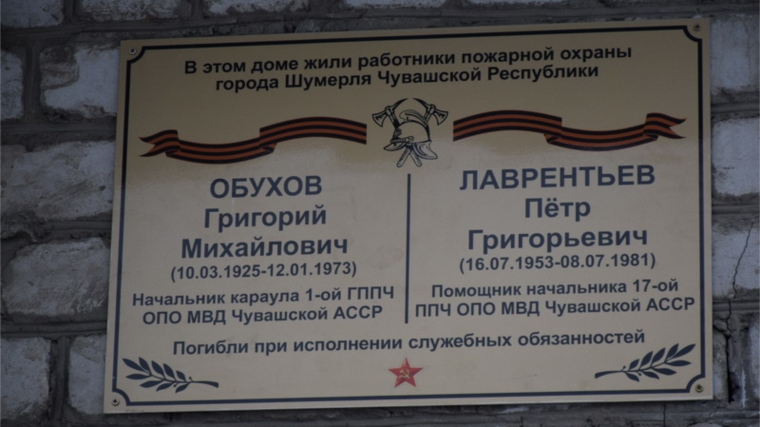 В этом доме жили работники пожарной охраны
города Шумерля Чувашской Республики
ОБУХОВ
Григорий
Михайлович
(10.03.1925-12.01.1973)
Начальник караула 1-ой ГППЧ
ОПО МВД Чувашской АССР
ЛАВРЕНТЬЕВ
Пётр
Григорьевич
(16.07.1953-08.07.1981)
Помощник начальника 17-ой
ППЧ ОПО МВД Чувашской АССР
Погибли при исполнении служебных обязанностей